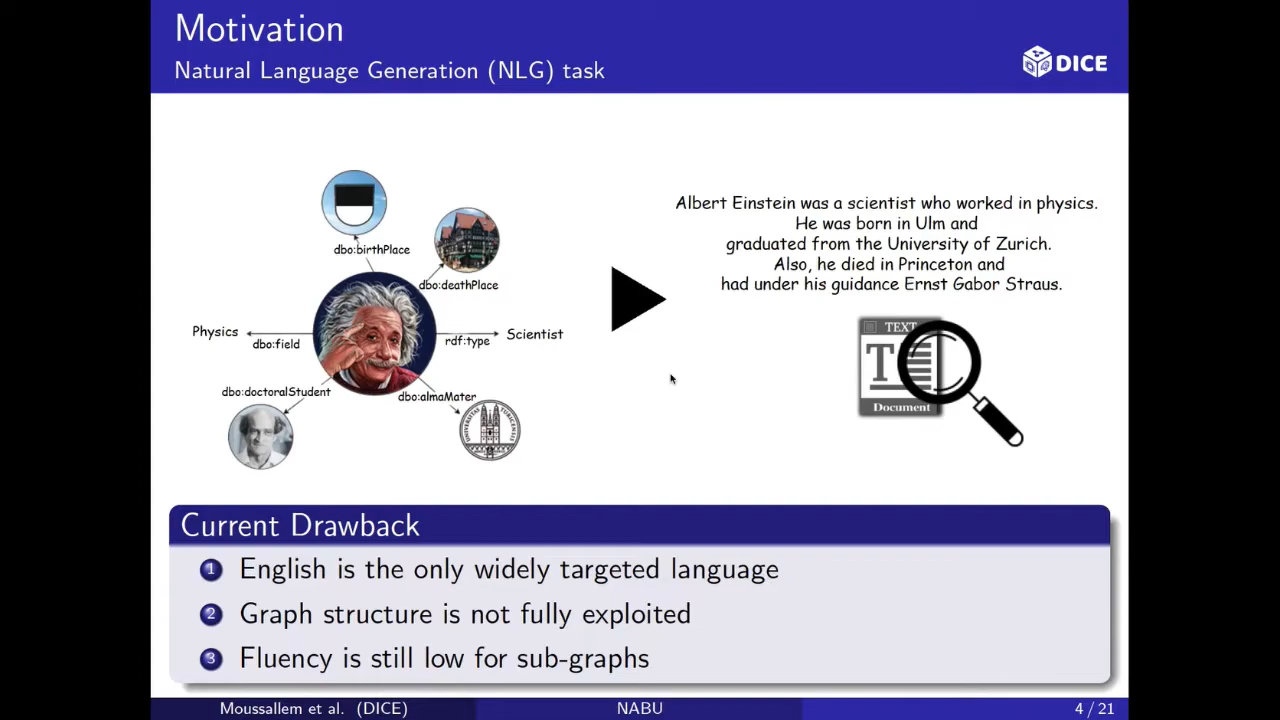 Motivation
Natural Language Generation (NLG) task
DICE
dbo:birthPlace
dbo:deathPlace
Physics
dbo:field
rdf:type
Scientist
dbo:doctoralStudent
dbo:almaMater
UNIVERSITAS TURICENSIS
Albert Einstein was a scientist who worked in physics.
He was born in Ulm and
graduated from the University of Zurich.
Also, he died in Princeton and
had under his guidance Ernst Gabor Straus.
TEXT
T
Document
Current Drawback
1 English is the only widely targeted language
2 Graph structure is not fully exploited
3 Fluency is still low for sub-graphs
Moussallem et al. (DICE)
NABU
4 / 21